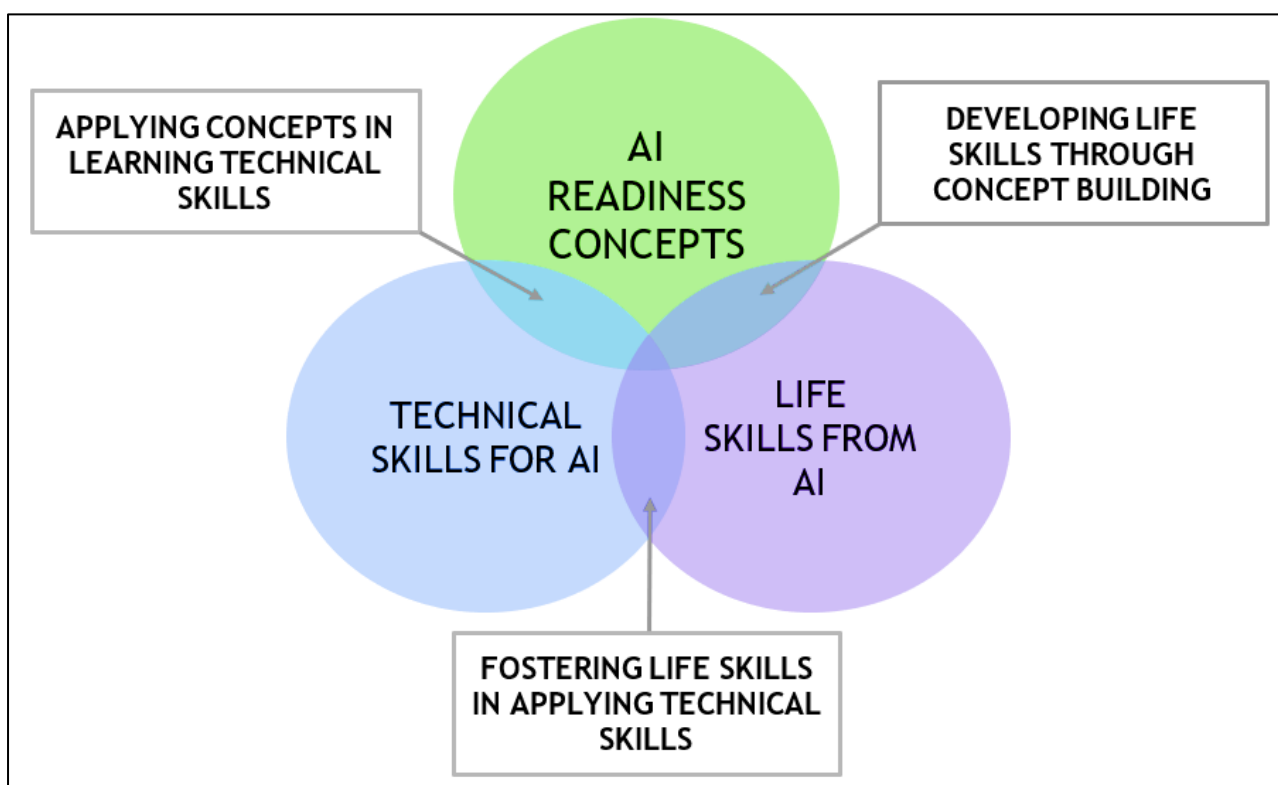 APPLYING CONCEPTS IN
LEARNING TECHNICAL
SKILLS
AI
READINESS
CONCEPTS
DEVELOPING LIFE
SKILLS THROUGH
CONCEPT BUILDING
TECHNICAL
SKILLS FOR AI
LIFE
SKILLS FROM
AI
FOSTERING LIFE SKILLS
IN APPLYING TECHNICAL
SKILLS